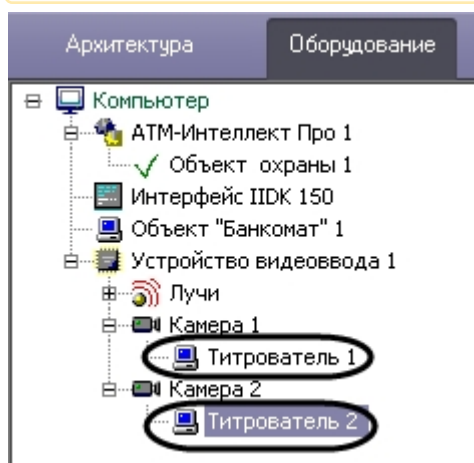 Архитектура Оборудование
Компьютер
АТМ-Интеллект Про 1
Объект охраны 1
Интерфейс IIDK 150
Объект "Банкомат" 1
Устройство видеоввода 1
Лучи
Камера 1
Титрователь 1
Камера 2
Титрователь 2